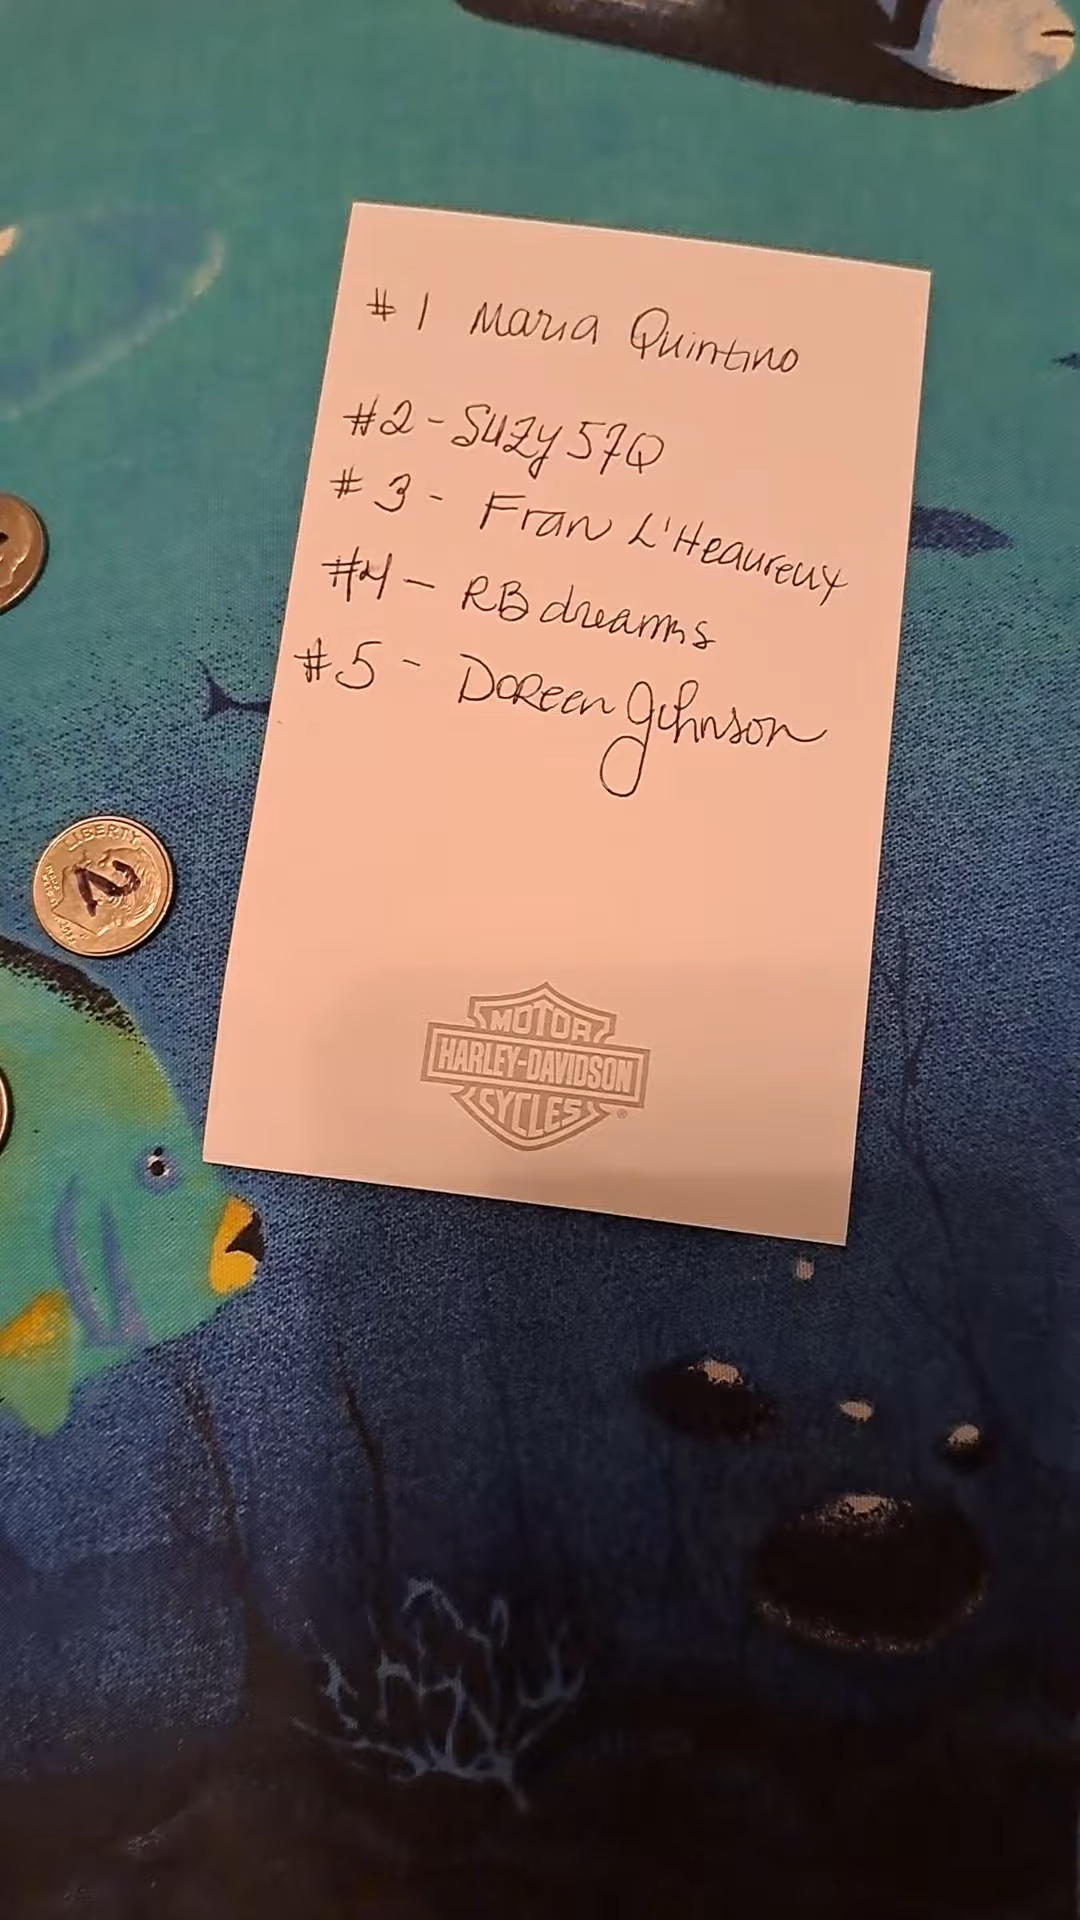 # 1 Maria Quintino
#2 - Suzy57Q
# 3 - Fran L'Heaureux
#4 - RB dreams
#5 - Doreen Johnson
LIBERTY
2
MOTOR
HARLEY-DAVIDSON
CYCLES
®